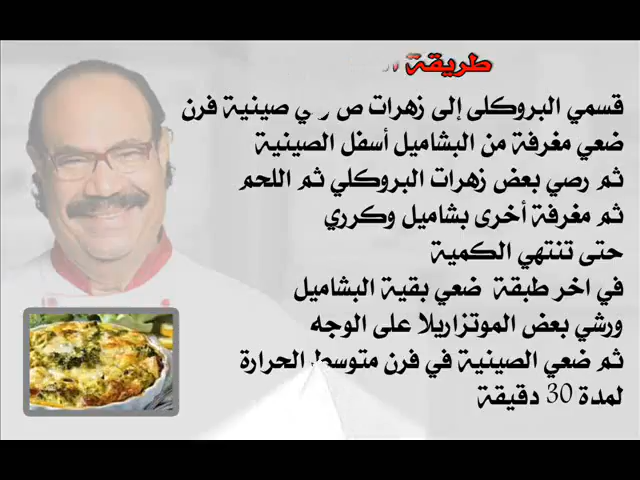 طريقة
قسمي البروكلى إلى زهرات صينية فرن
ضعي مغرفة من البشاميل أسفل الصينية
ثم رصي بعض زهرات البروكلي ثم اللحم
ثم مغرفة أخرى بشاميل وكرري
حتى تنتهي الكمية
في اخر طبقة ضعي بقية البشاميل
ورشي بعض الموتزاريلا على الوجه
ثم ضعي الصينية في فرن متوسط الحرارة
لمدة 30 دقيقة